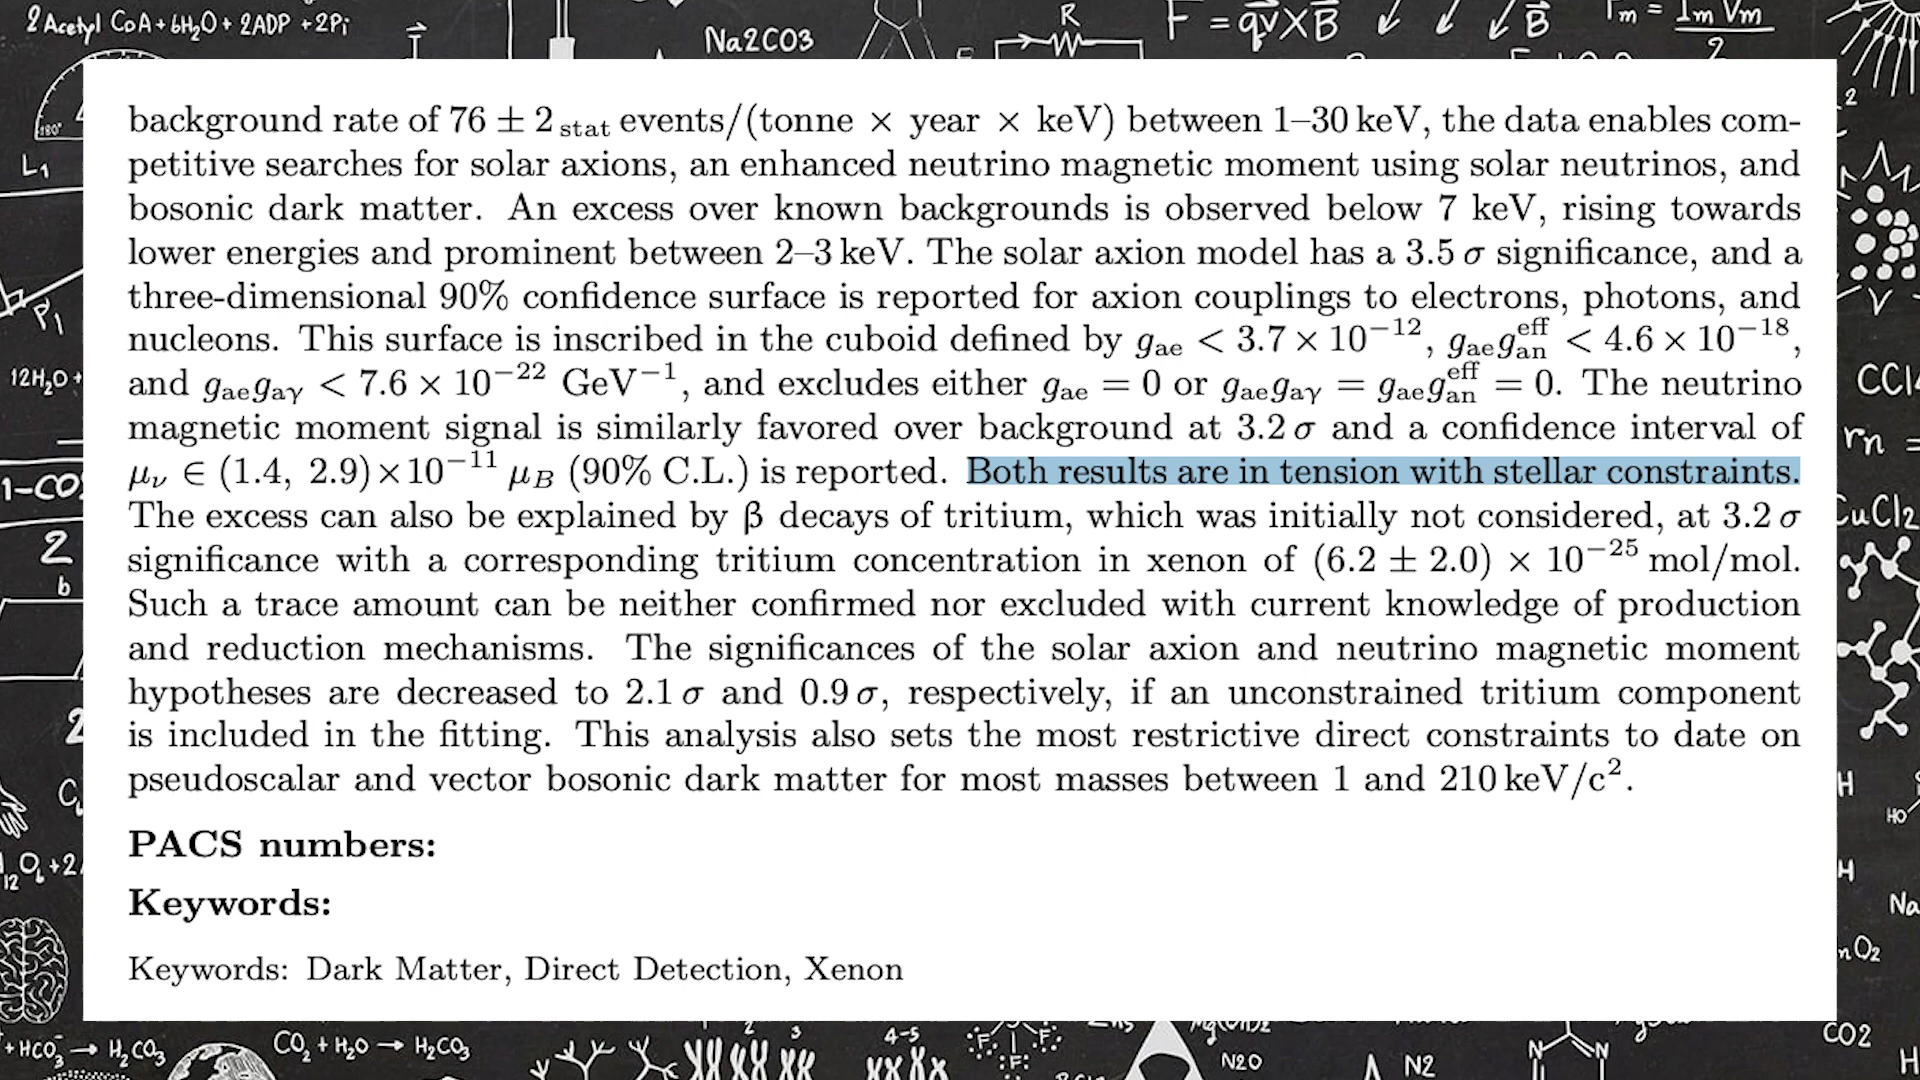 2 Acetyl CoA + 6H2O + 2ADP + 2Pi
Na2CO3
R
F = qv X B
B
180°
L1
P1
12H2O +
1-CO
2
b
background rate of 76 ± 2 stat events/(tonne × year × keV) between 1–30 keV, the data enables com-
petitive searches for solar axions, an enhanced neutrino magnetic moment using solar neutrinos, and
bosonic dark matter. An excess over known backgrounds is observed below 7 keV, rising towards
lower energies and prominent between 2–3 keV. The solar axion model has a 3.5 σ significance, and a
three-dimensional 90% confidence surface is reported for axion couplings to electrons, photons, and
nucleons. This surface is inscribed in the cuboid defined by gae < 3.7 × 10⁻¹², gaegan^eff < 4.6 × 10⁻¹⁸,
and gaegaγ < 7.6 × 10⁻²² GeV⁻¹, and excludes either gae = 0 or gaegaγ = gaegan^eff = 0. The neutrino
magnetic moment signal is similarly favored over background at 3.2 σ and a confidence interval of
μν ∈ (1.4, 2.9)×10⁻¹¹ μB (90% C.L.) is reported. Both results are in tension with stellar constraints.
The excess can also be explained by β decays of tritium, which was initially not considered, at 3.2 σ
significance with a corresponding tritium concentration in xenon of (6.2 ± 2.0) × 10⁻²⁵ mol/mol.
Such a trace amount can be neither confirmed nor excluded with current knowledge of production
and reduction mechanisms. The significances of the solar axion and neutrino magnetic moment
hypotheses are decreased to 2.1 σ and 0.9 σ, respectively, if an unconstrained tritium component
is included in the fitting. This analysis also sets the most restrictive direct constraints to date on
pseudoscalar and vector bosonic dark matter for most masses between 1 and 210 keV/c².
PACS numbers:
Keywords:
Keywords: Dark Matter, Direct Detection, Xenon
CuCl2
HO
CO2
+ HCO3⁻ → H2CO3
CO2 + H2O → H2CO3
2 3
4-5
F F F
N2O
N2
N N
H